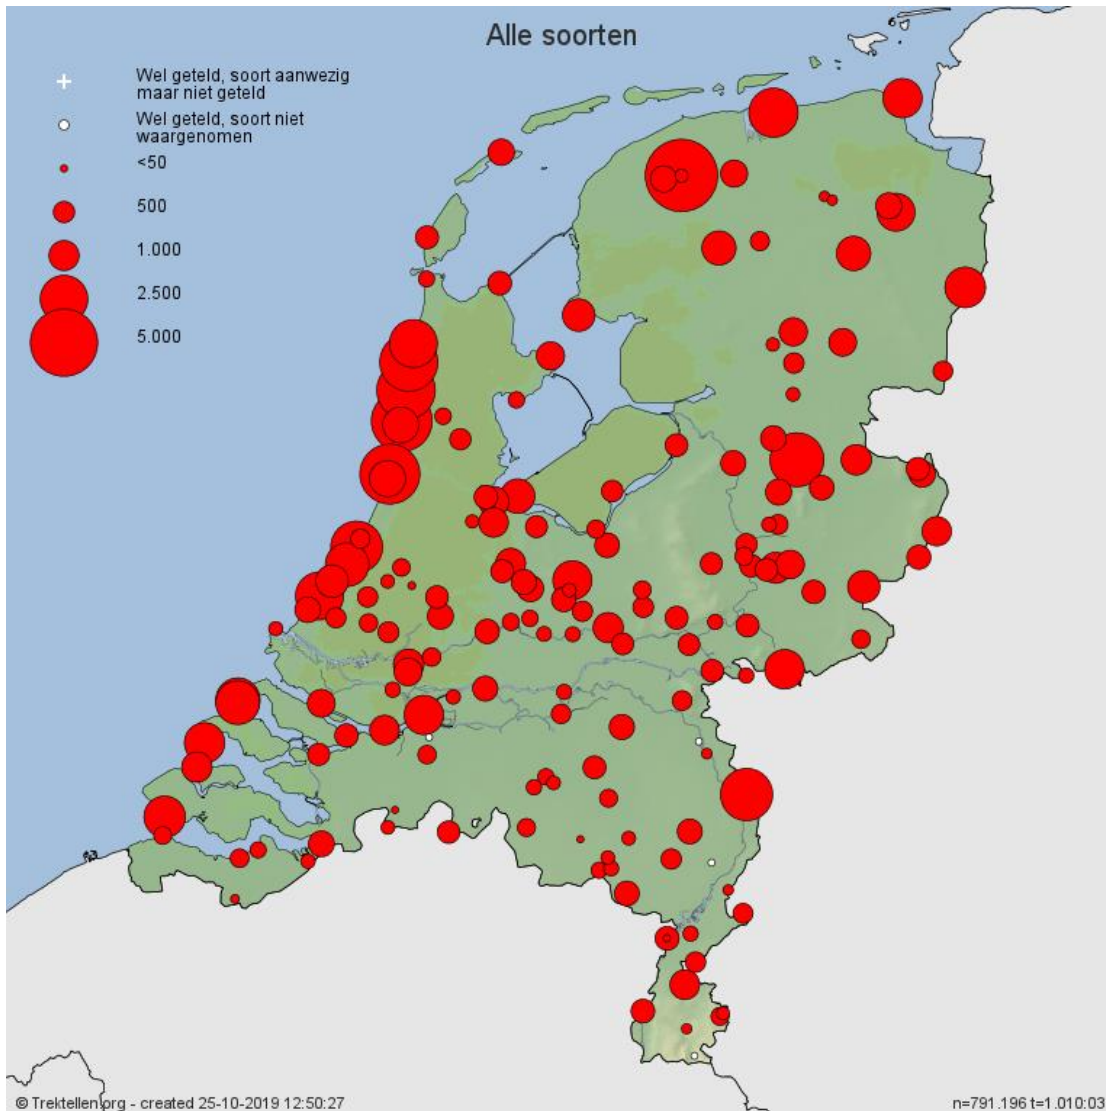 Alle soorten
Wel geteld, soort aanwezig
maar niet geteld
Wel geteld, soort niet
waargenomen
<50
500
1.000
2.500
5.000
© Trektellen.org - created 25-10-2019 12:50:27
n=791.196 t=1.010:03